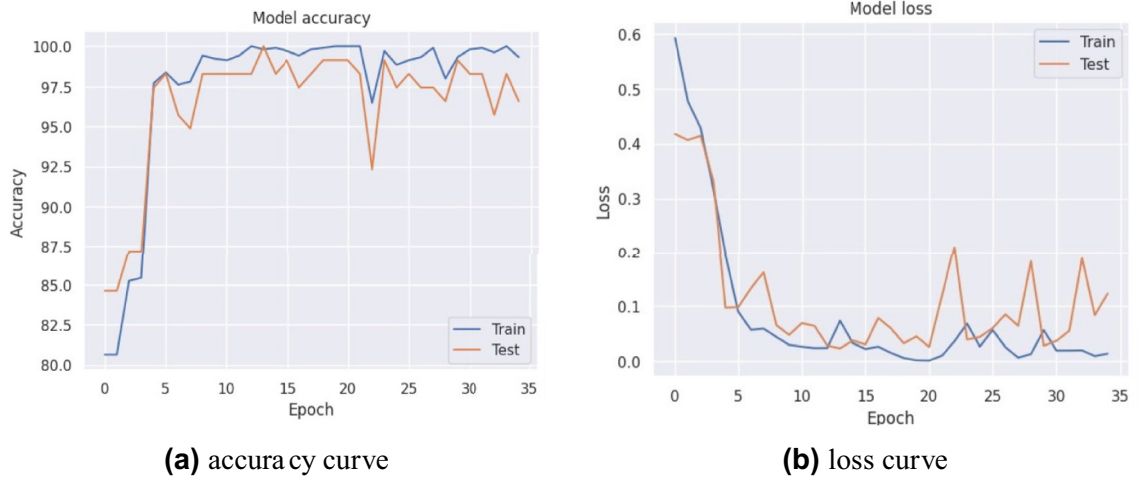 Model accuracy
100.0
97.5
95.0
92.5
90.0
87.5
85.0
82.5
80.0
Accuracy
0 5 10 15 20 25 30 35
Epoch
Train
Test
(a) accuracy curve
Model loss
0.6
0.5
0.4
0.3
0.2
0.1
0.0
Loss
0 5 10 15 20 25 30 35
Epoch
Train
Test
(b) loss curve